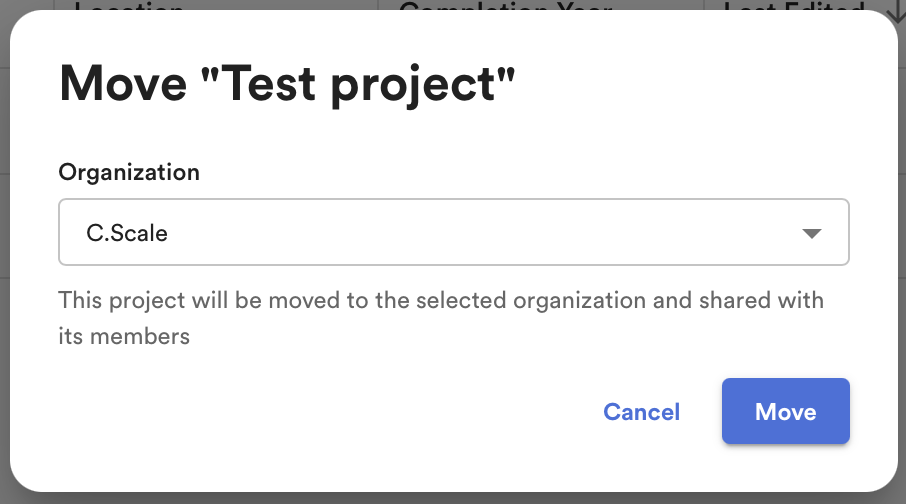 Location Completion Year Last Edited
Move "Test project"
Organization
C.Scale
This project will be moved to the selected organization and shared with
its members
Cancel Move